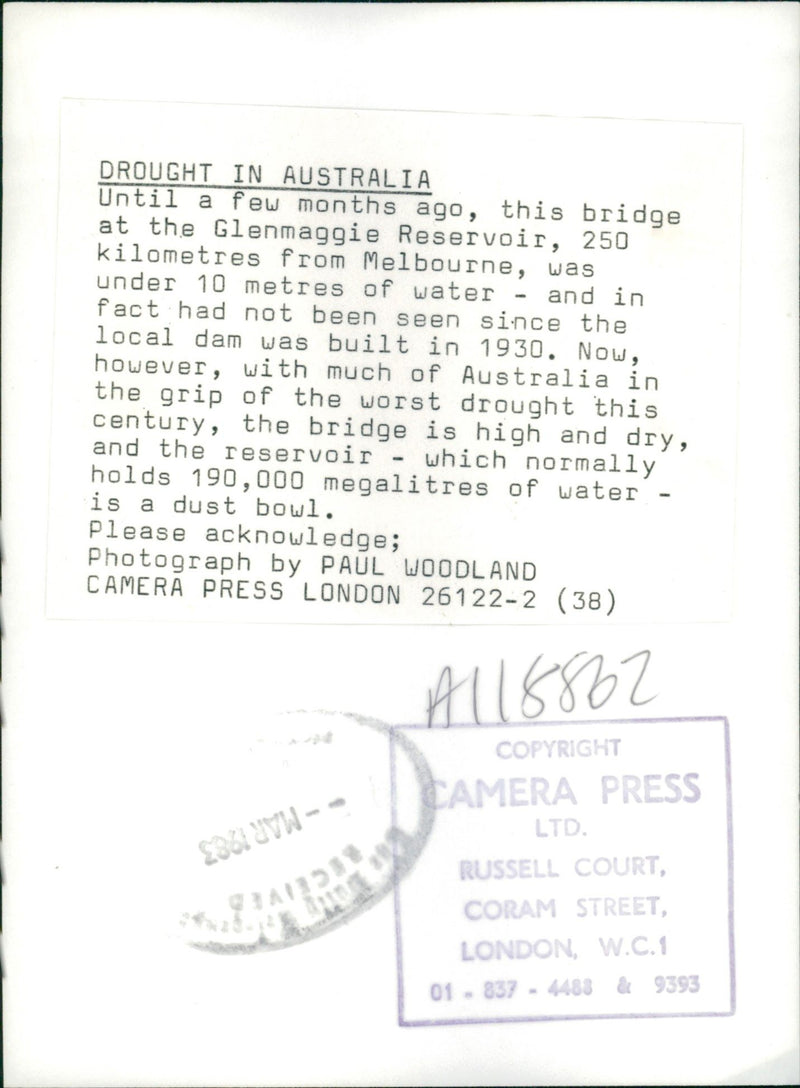 DROUGHT IN AUSTRALIA
Until a few months ago, this bridge
at the Glenmaggie Reservoir, 250
kilometres from Melbourne, was
under 10 metres of water - and in
fact had not been seen since the
local dam was built in 1930. Now,
however, with much of Australia in
the grip of the worst drought this
century, the bridge is high and dry,
and the reservoir - which normally
holds 190,000 megalitres of water -
is a dust bowl.
Please acknowledge;
Photograph by PAUL WOODLAND
CAMERA PRESS LONDON 26122-2 (38)
COPYRIGHT
CAMERA PRESS
LTD.
RUSSELL COURT,
CORAM STREET,
LONDON, W.C.1
01 - 837 - 4488 & 9393
- MAR 1983
RECEIVED